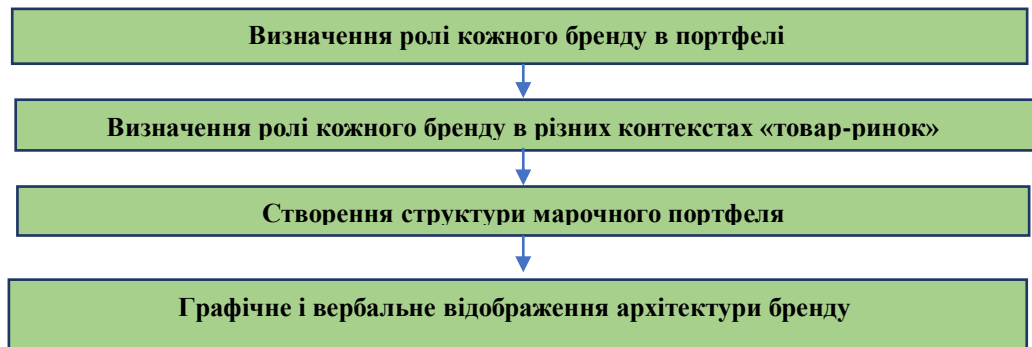 Визначення ролі кожного бренду в портфелі
Визначення ролі кожного бренду в різних контекстах «товар-ринок»
Створення структури марочного портфеля
Графічне і вербальне відображення архітектури бренду